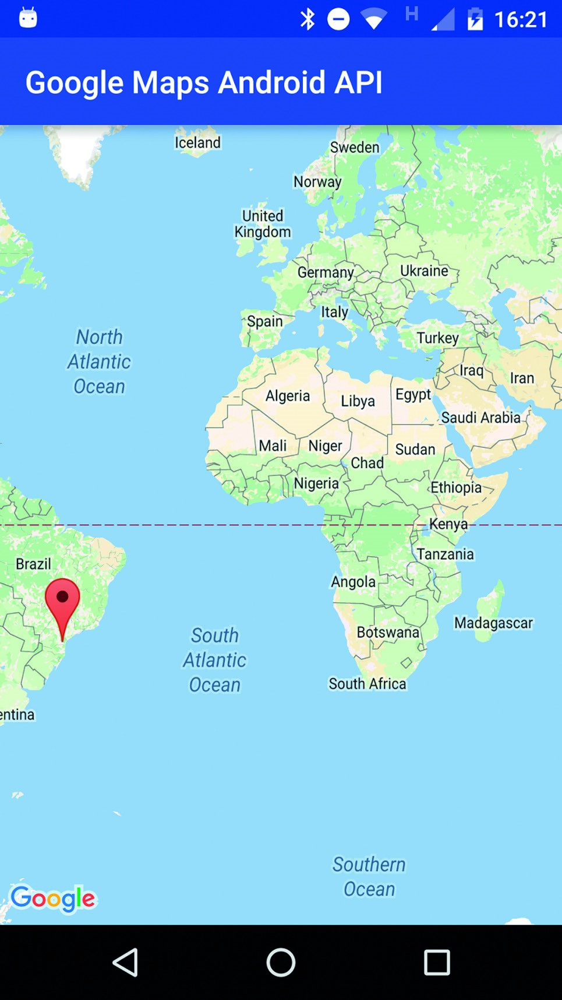 H
16:21
Google Maps Android API
Iceland
Sweden
Norway
United
Kingdom
Germany
Ukraine
Italy
Spain
Turkey
North
Atlantic
Ocean
Iraq
Iran
Algeria
Libya
Egypt
Saudi Arabia
Mali
Niger
Sudan
Chad
Nigeria
Ethiopia
Kenya
Brazil
Tanzania
Angola
Madagascar
Botswana
South
Atlantic
Ocean
South Africa
entina
Southern
Ocean
Google